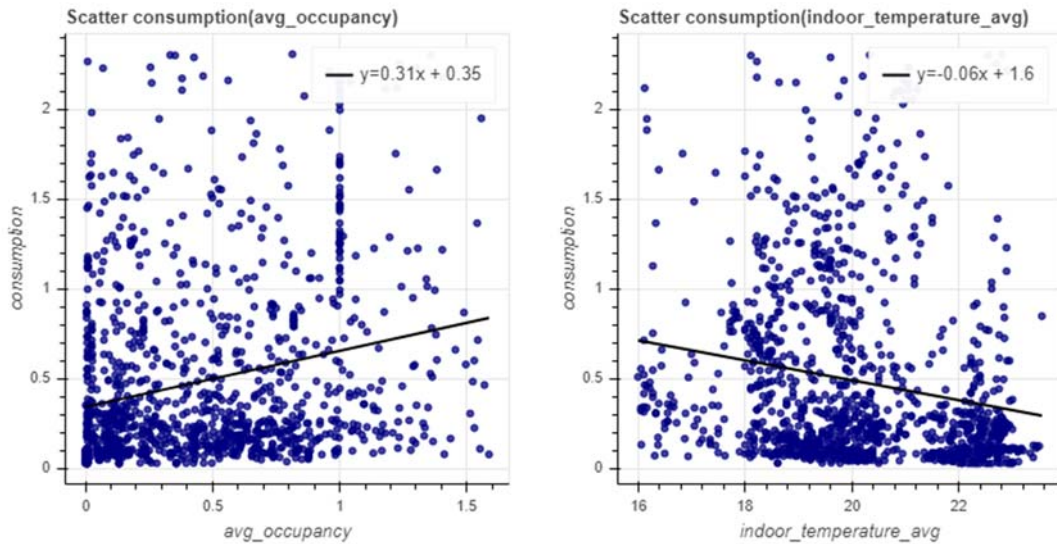 Scatter consumption(avg_occupancy)
y=0.31x + 0.35
2
1.5
1
0.5
0
consumption
0
0.5
1
1.5
avg_occupancy
Scatter consumption(indoor_temperature_avg)
y=-0.06x + 1.6
2
1.5
1
0.5
0
consumption
16
18
20
22
indoor_temperature_avg